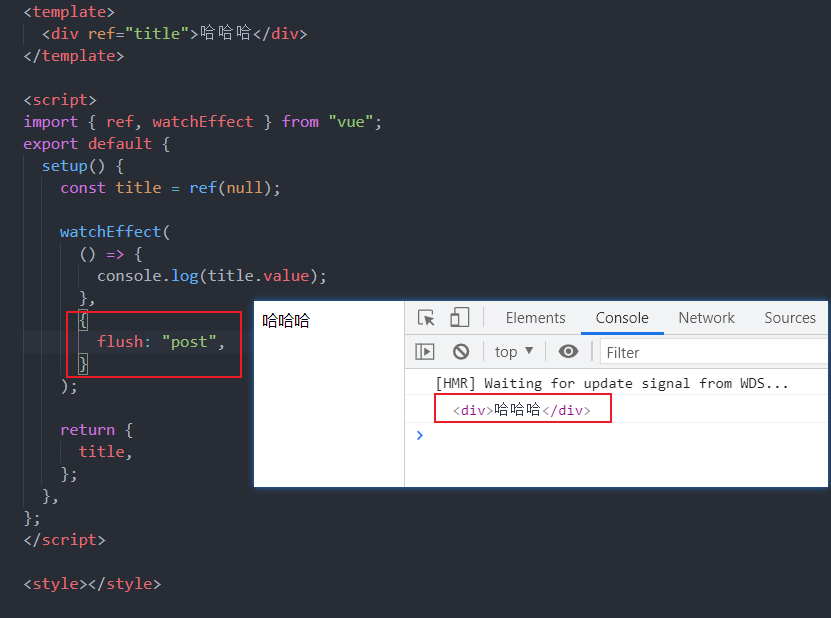 <template>
  <div ref="title">哈哈哈</div>
</template>

<script>
import { ref, watchEffect } from "vue";
export default {
  setup() {
    const title = ref(null);

    watchEffect(
      () => {
        console.log(title.value);
      },
      {
        flush: "post",
      }
    );

    return {
      title,
    };
  },
};
</script>

<style></style>
哈哈哈
Elements Console Network Sources
top ▼ Filter
[HMR] Waiting for update signal from WDS...
<div>哈哈哈</div>
>